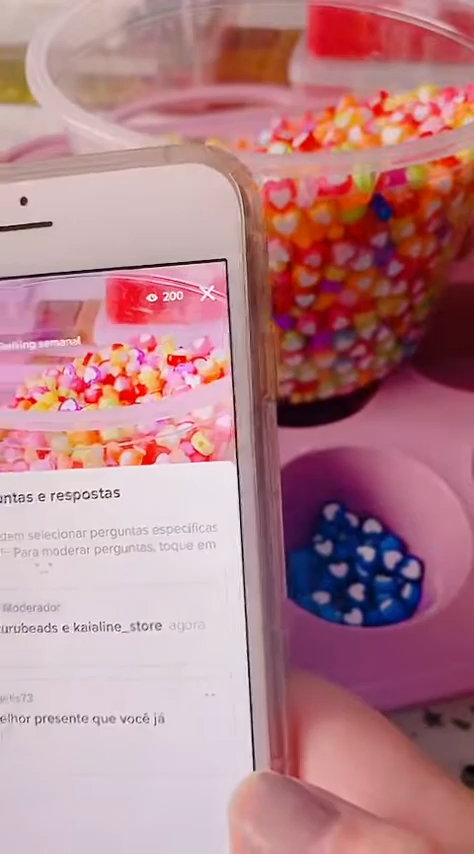 200
semanal
untas e respostas
dem selecionar perguntas específicas
Para moderar perguntas, toque em
Moderador
urubeads e kaialine_store agora
elhor presente que você já